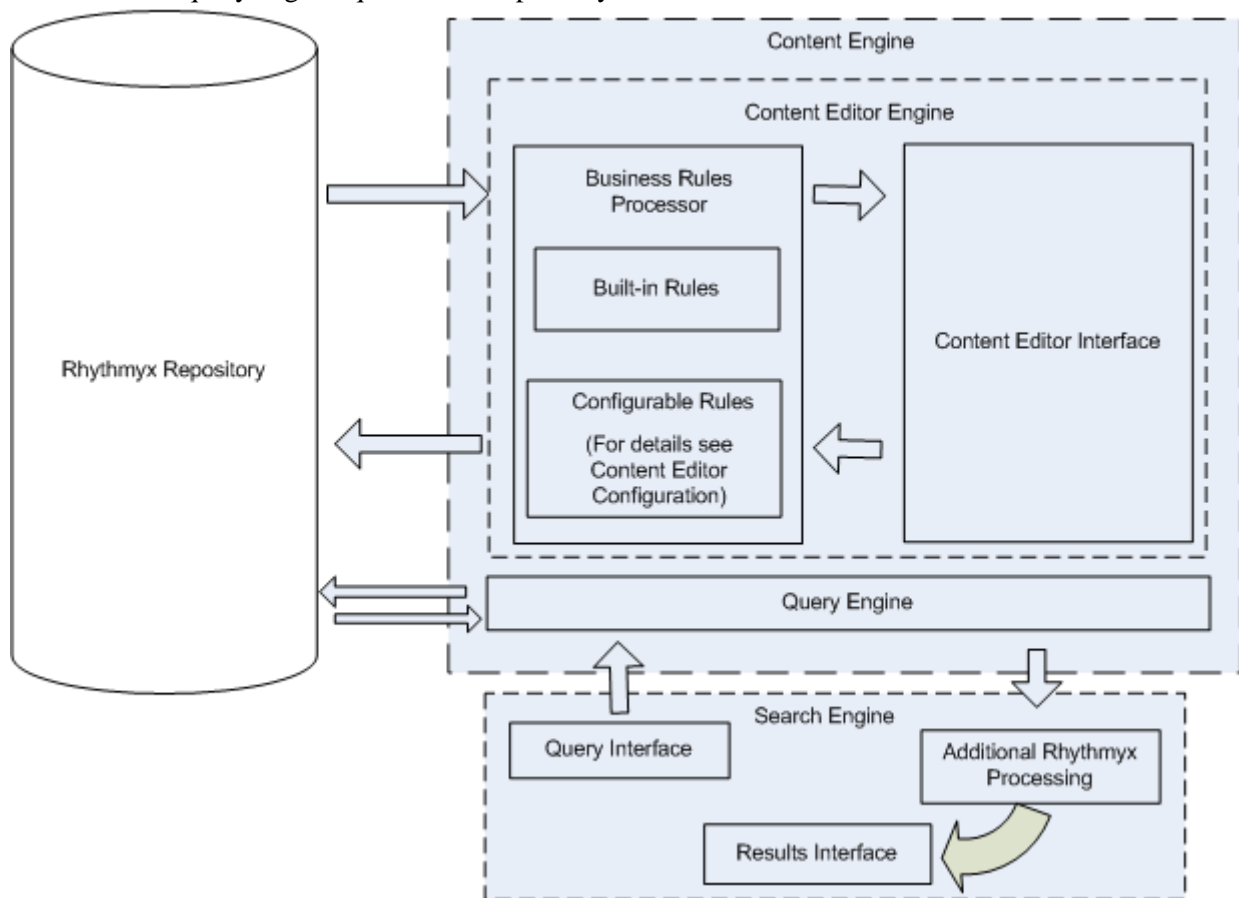 Content Engine
Content Editor Engine
Business Rules
Processor
Built-in Rules
Rhythmyx Repository
Content Editor Interface
Configurable Rules
(For details see
Content Editor
Configuration)
Query Engine
Search Engine
Query Interface
Additional Rhythmyx
Processing
Results Interface